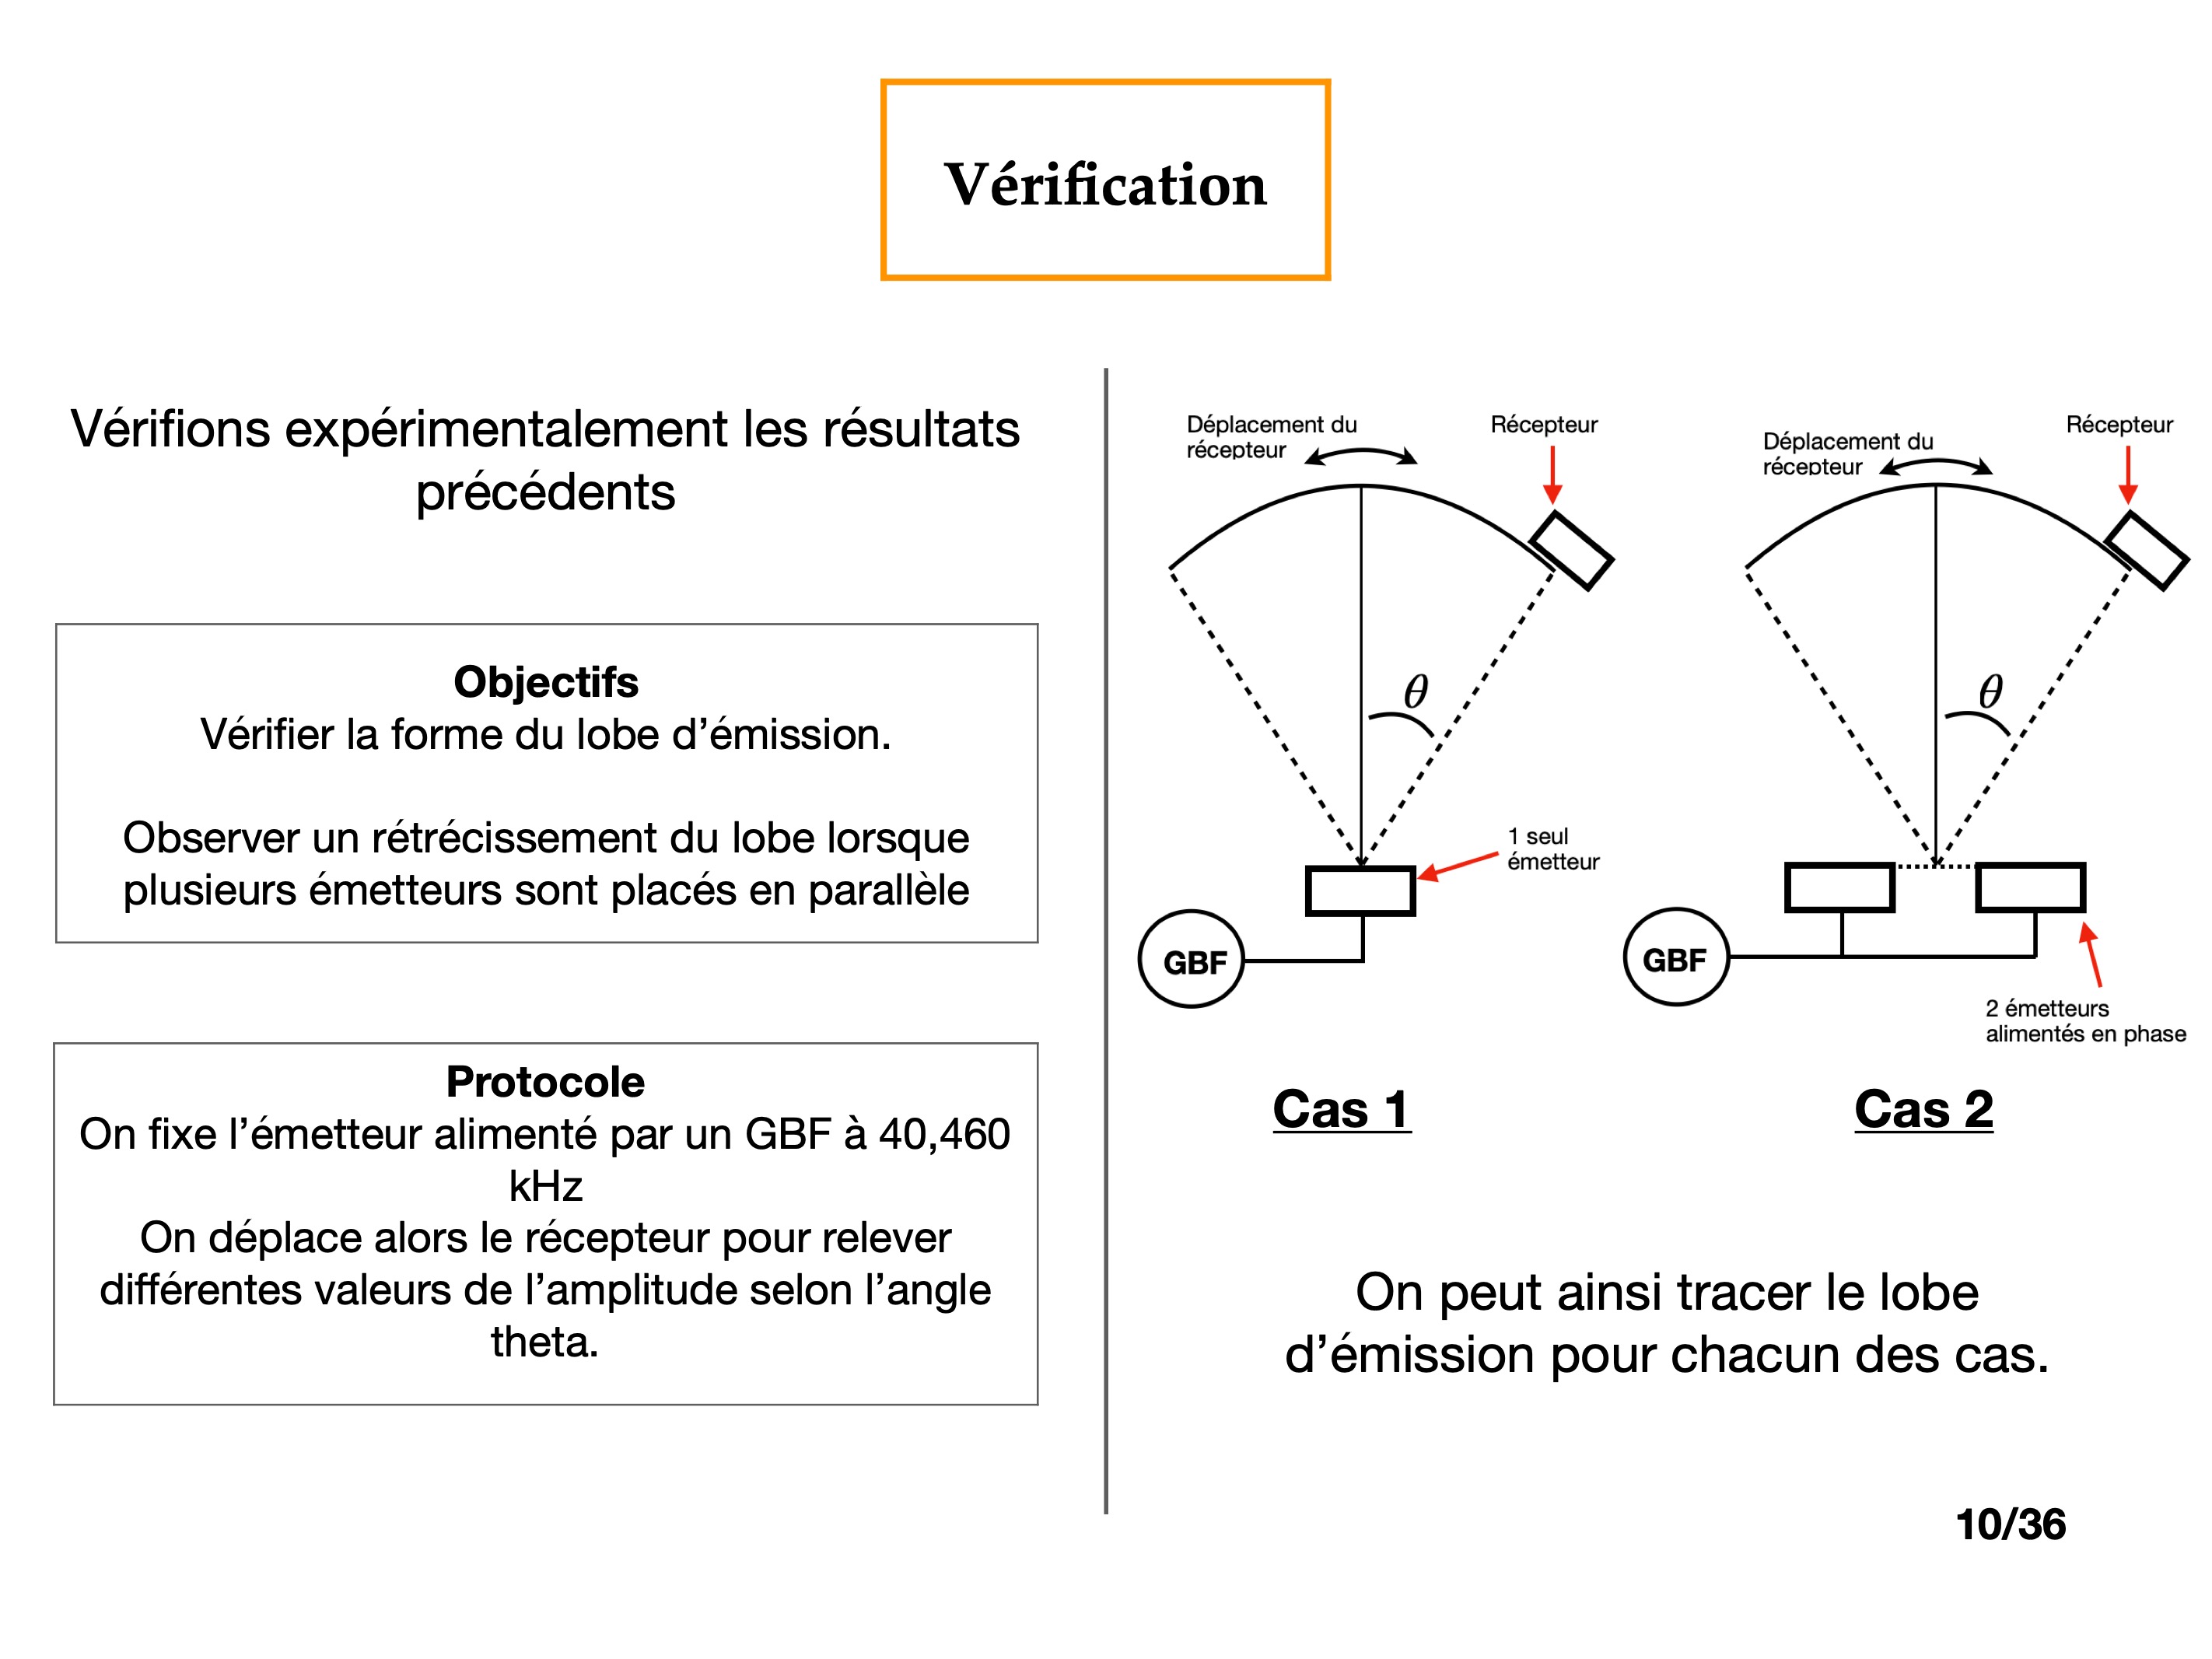 Vérification
Vérifions expérimentalement les résultats
précédents
Objectifs
Vérifier la forme du lobe d’émission.
Observer un rétrécissement du lobe lorsque
plusieurs émetteurs sont placés en parallèle
Protocole
On fixe l’émetteur alimenté par un GBF à 40,460
kHz
On déplace alors le récepteur pour relever
différentes valeurs de l’amplitude selon l’angle
theta.
Déplacement du
récepteur
Récepteur
θ
1 seul
émetteur
GBF
Cas 1
Déplacement du
récepteur
Récepteur
θ
GBF
2 émetteurs
alimentés en phase
Cas 2
On peut ainsi tracer le lobe
d’émission pour chacun des cas.
10/36